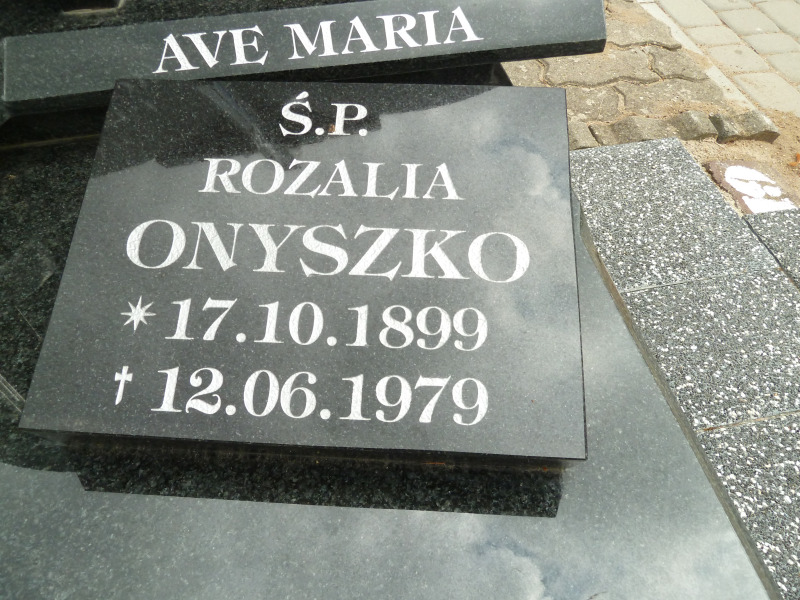 AVE MARIA
Ś.P.
ROZALIA
ONYSZKO
* 17.10.1899
† 12.06.1979